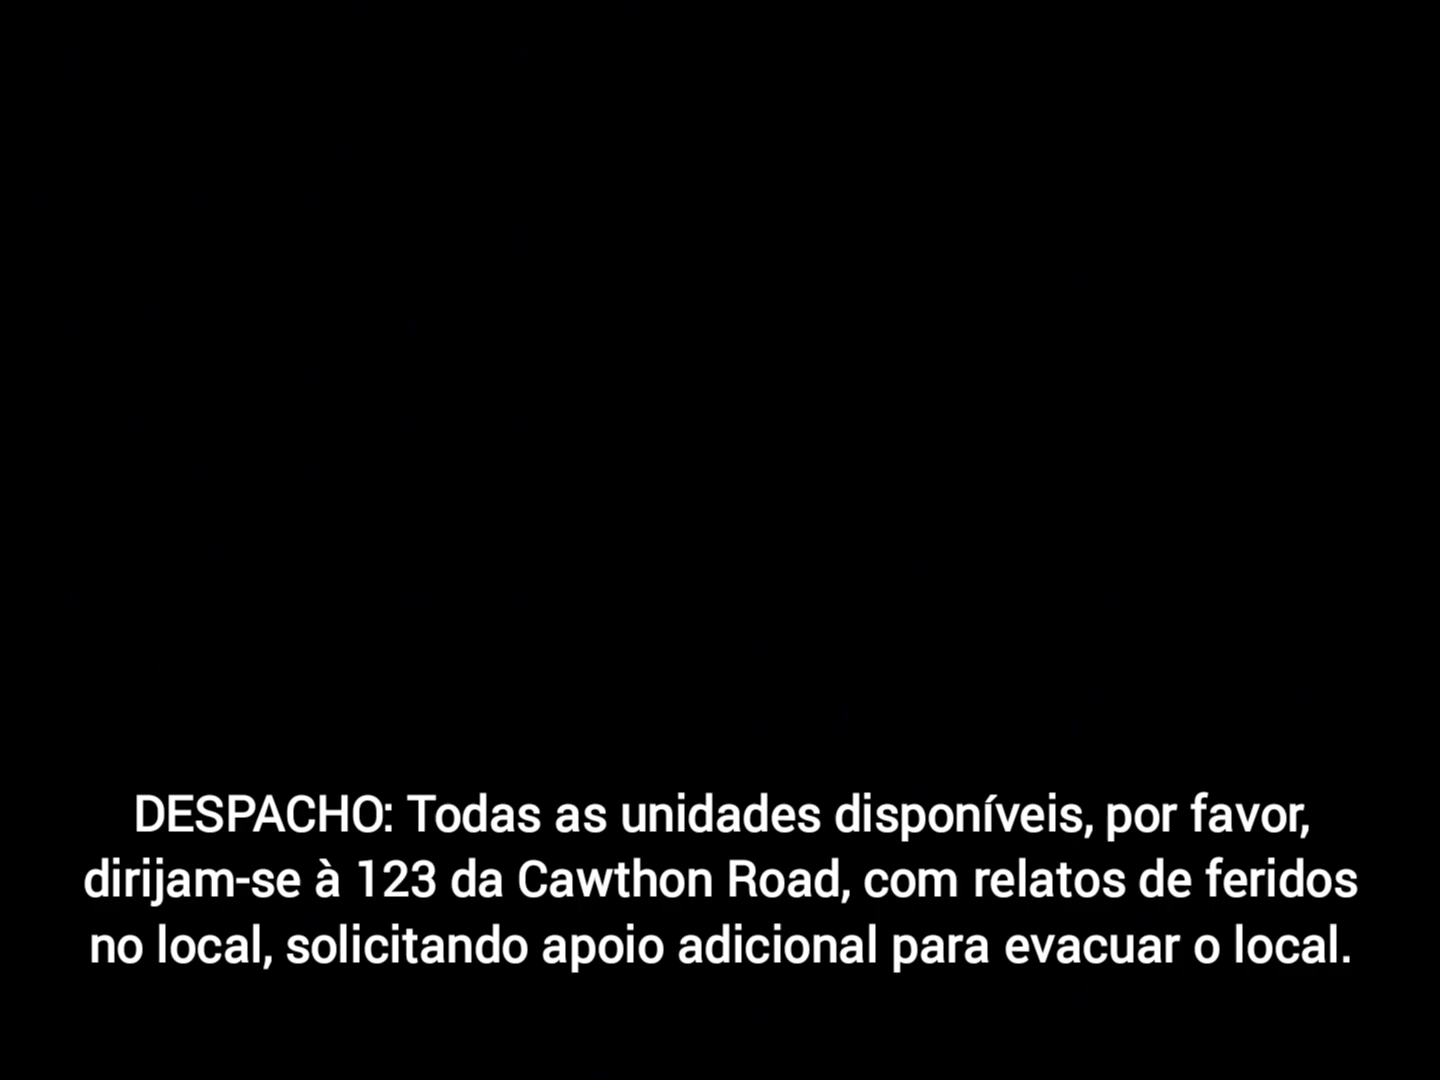 DESPACHO: Todas as unidades disponíveis, por favor,
dirijam-se à 123 da Cawthon Road, com relatos de feridos
no local, solicitando apoio adicional para evacuar o local.